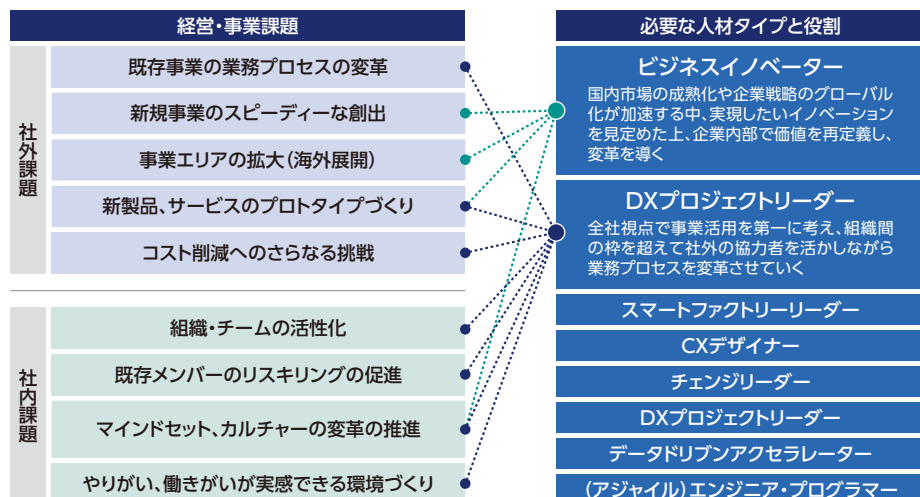 経営・事業課題
社外課題
既存事業の業務プロセスの変革
新規事業のスピーディーな創出
事業エリアの拡大(海外展開)
新製品、サービスのプロトタイプづくり
コスト削減へのさらなる挑戦
社内課題
組織・チームの活性化
既存メンバーのリスキリングの促進
マインドセット、カルチャーの変革の推進
やりがい、働きがいが実感できる環境づくり
必要な人材タイプと役割
ビジネスイノベーター
国内市場の成熟化や企業戦略のグローバル
化が加速する中、実現したいイノベーション
を見定めた上、企業内部で価値を再定義し、
変革を導く
DXプロジェクトリーダー
全社視点で事業活用を第一に考え、組織間
の枠を超えて社外の協力者を活かしながら
業務プロセスを変革させていく
スマートファクトリーリーダー
CXデザイナー
チェンジリーダー
DXプロジェクトリーダー
データドリブンアクセラレーター
(アジャイル)エンジニア・プログラマー